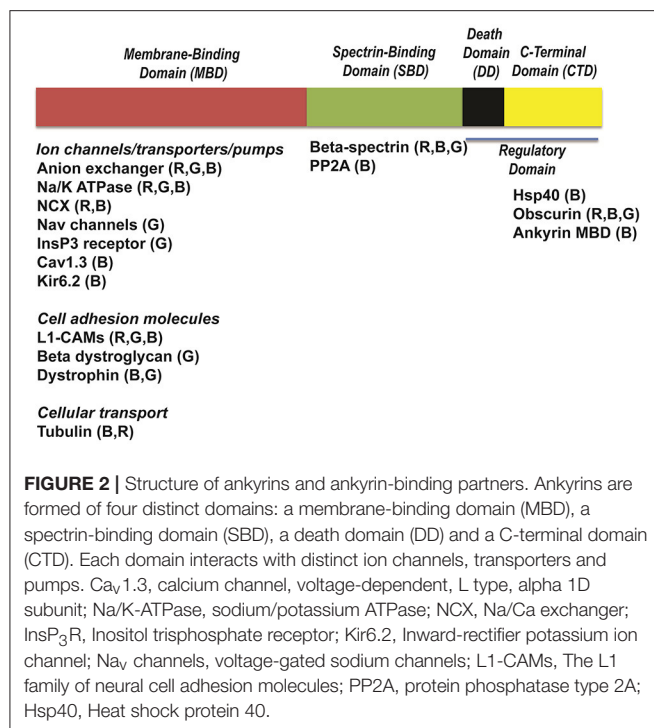 Membrane-Binding
Domain (MBD)
Spectrin-Binding
Domain (SBD)
Death
Domain
(DD)
C-Terminal
Domain (CTD)
Ion channels/transporters/pumps
Anion exchanger (R,G,B)
Na/K ATPase (R,G,B)
NCX (R,B)
Nav channels (G)
InsP3 receptor (G)
Cav1.3 (B)
Kir6.2 (B)
Cell adhesion molecules
L1-CAMs (R,G,B)
Beta dystroglycan (G)
Dystrophin (B,G)
Cellular transport
Tubulin (B,R)
Beta-spectrin (R,B,G)
PP2A (B)
Regulatory
Domain
Hsp40 (B)
Obscurin (R,B,G)
Ankyrin MBD (B)
FIGURE 2 | Structure of ankyrins and ankyrin-binding partners. Ankyrins are
formed of four distinct domains: a membrane-binding domain (MBD), a
spectrin-binding domain (SBD), a death domain (DD) and a C-terminal domain
(CTD). Each domain interacts with distinct ion channels, transporters and
pumps. Cav1.3, calcium channel, voltage-dependent, L type, alpha 1D
subunit; Na/K-ATPase, sodium/potassium ATPase; NCX, Na/Ca exchanger;
InsP3R, Inositol trisphosphate receptor; Kir6.2, Inward-rectifier potassium ion
channel; Nav channels, voltage-gated sodium channels; L1-CAMs, The L1
family of neural cell adhesion molecules; PP2A, protein phosphatase type 2A;
Hsp40, Heat shock protein 40.